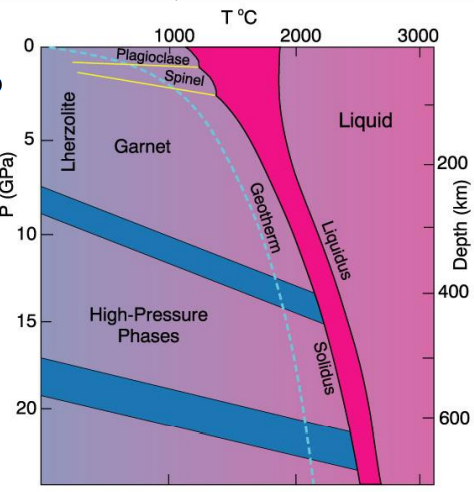 T °C
1000 2000 3000
0
Plagioclase
Spinel
Lherzolite
Garnet
Liquid
5
200
P (GPa)
Geotherm
Liquidus
Depth (km)
10
400
High-Pressure
Phases
15
Solidus
20
600